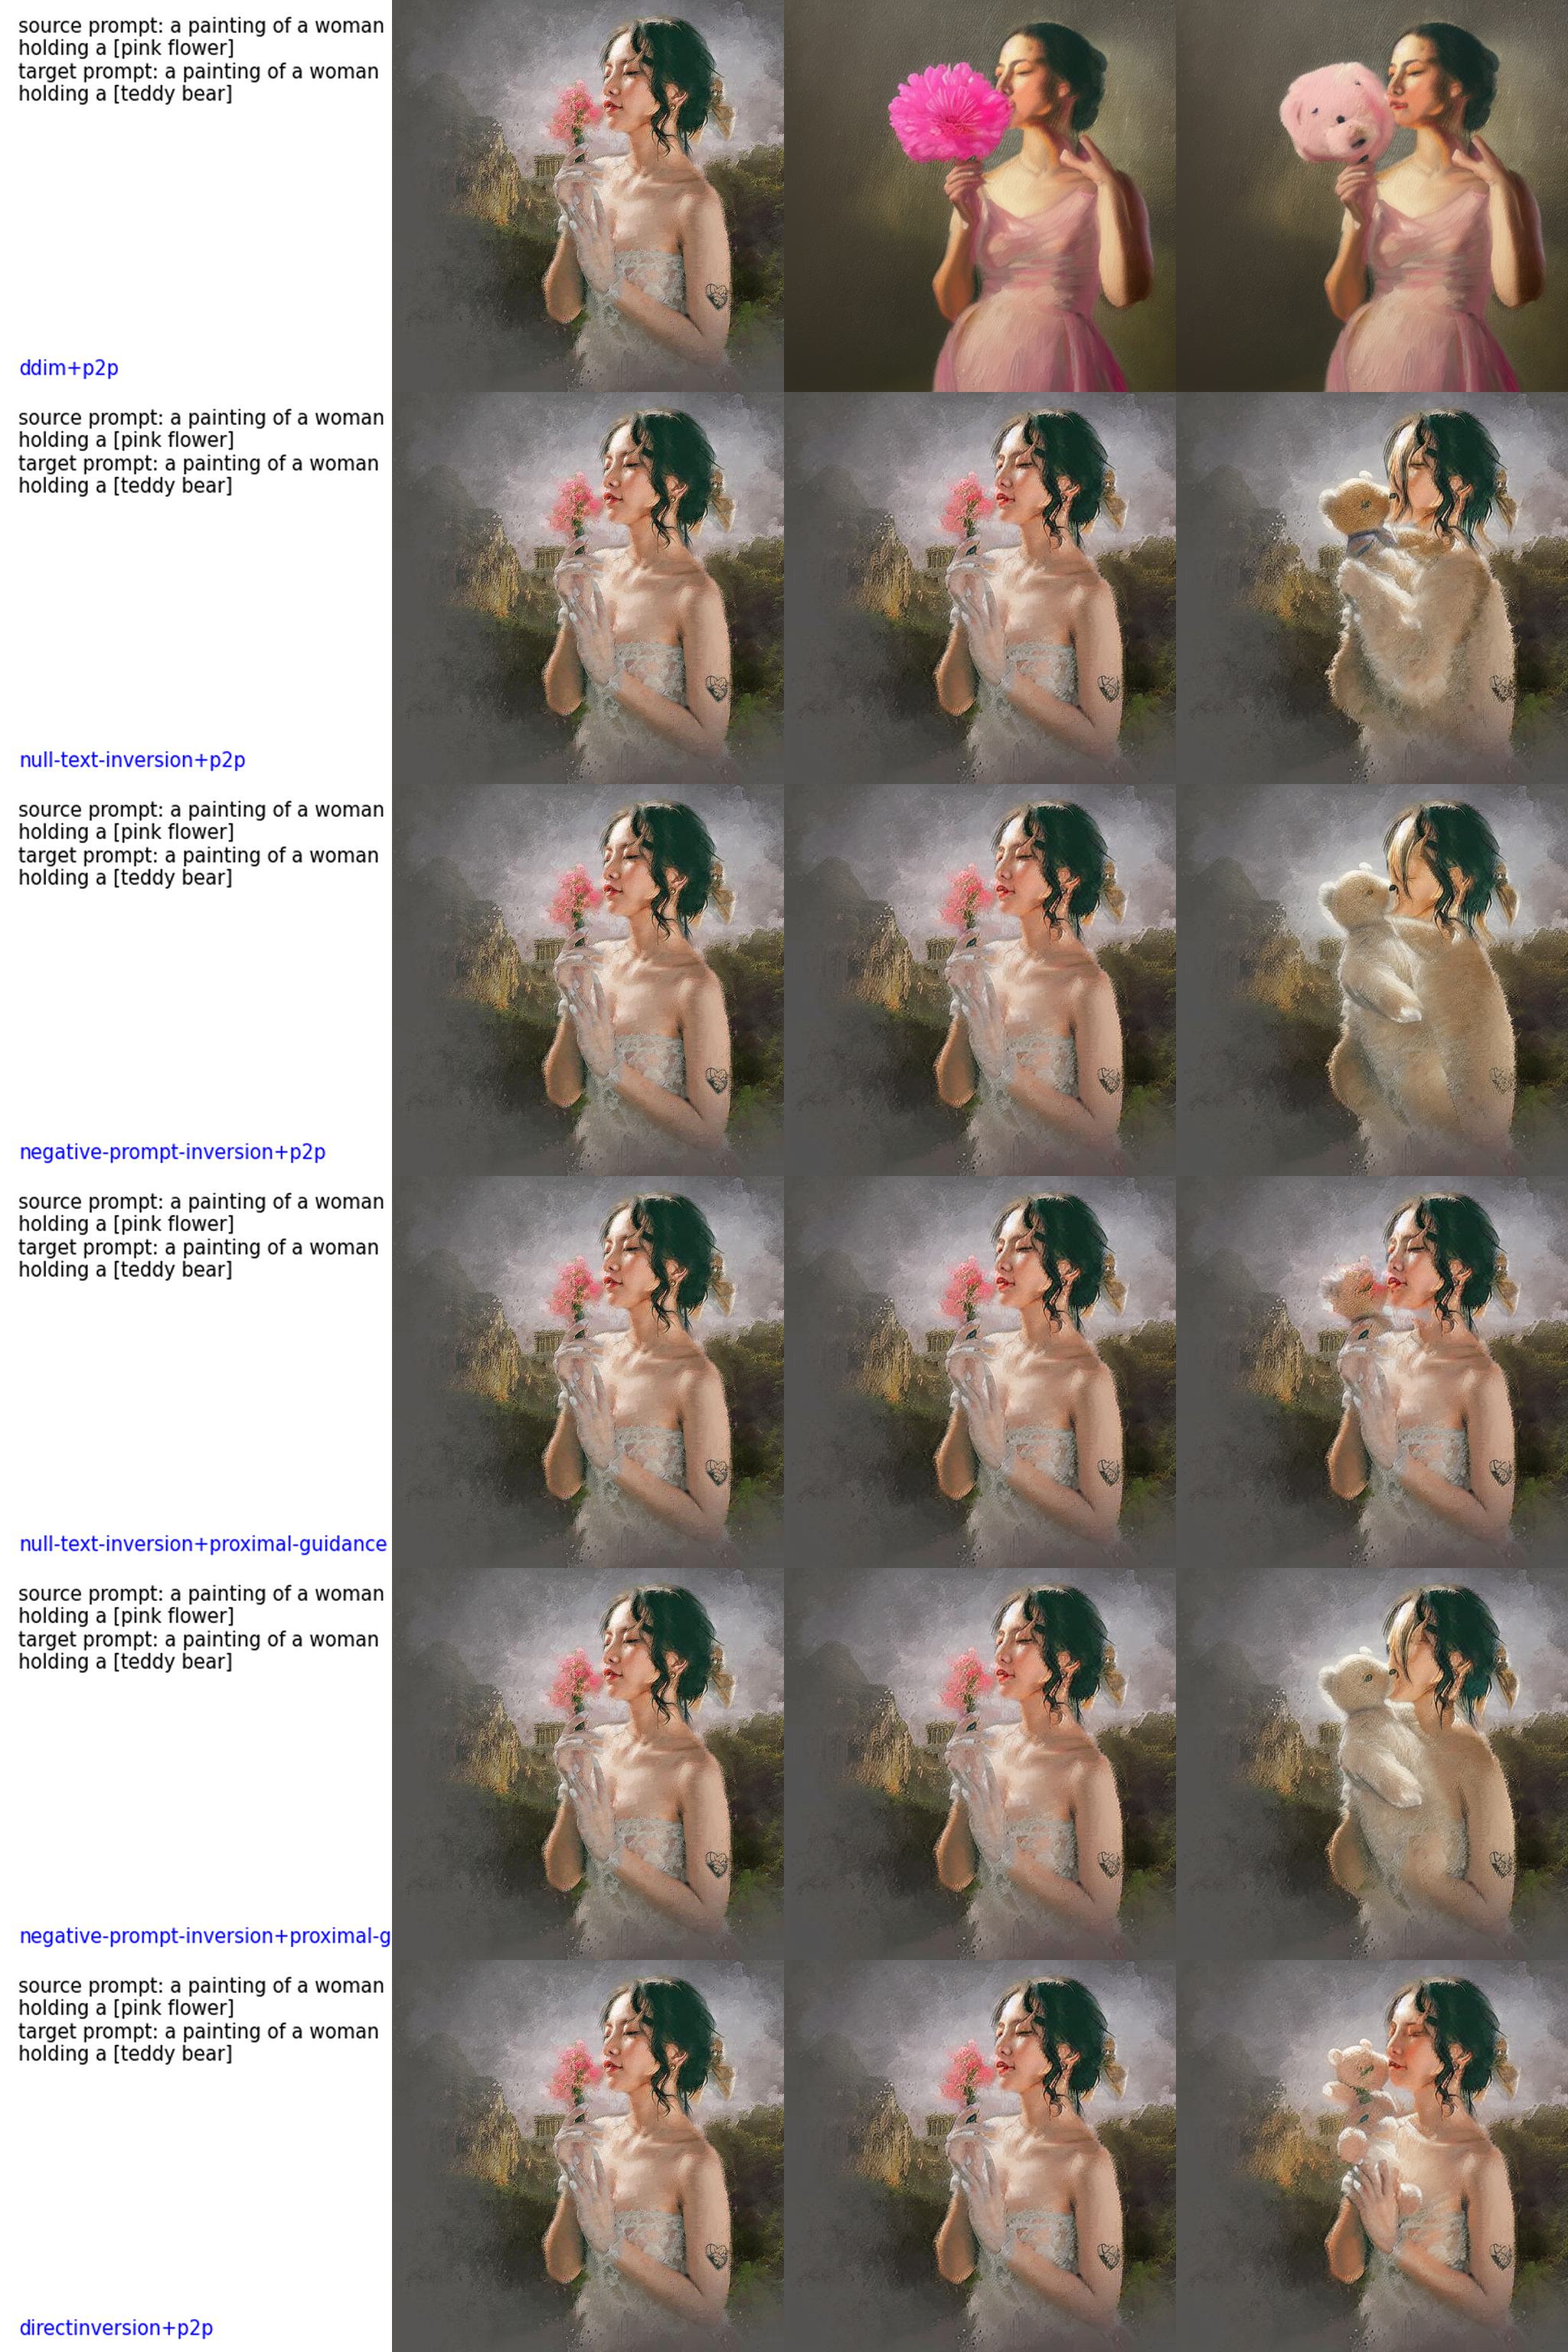 source prompt: a painting of a woman
holding a [pink flower]
target prompt: a painting of a woman
holding a [teddy bear]
ddim+p2p
source prompt: a painting of a woman
holding a [pink flower]
target prompt: a painting of a woman
holding a [teddy bear]
null-text-inversion+p2p
source prompt: a painting of a woman
holding a [pink flower]
target prompt: a painting of a woman
holding a [teddy bear]
negative-prompt-inversion+p2p
source prompt: a painting of a woman
holding a [pink flower]
target prompt: a painting of a woman
holding a [teddy bear]
null-text-inversion+proximal-guidance
source prompt: a painting of a woman
holding a [pink flower]
target prompt: a painting of a woman
holding a [teddy bear]
negative-prompt-inversion+proximal-g
source prompt: a painting of a woman
holding a [pink flower]
target prompt: a painting of a woman
holding a [teddy bear]
directinversion+p2p